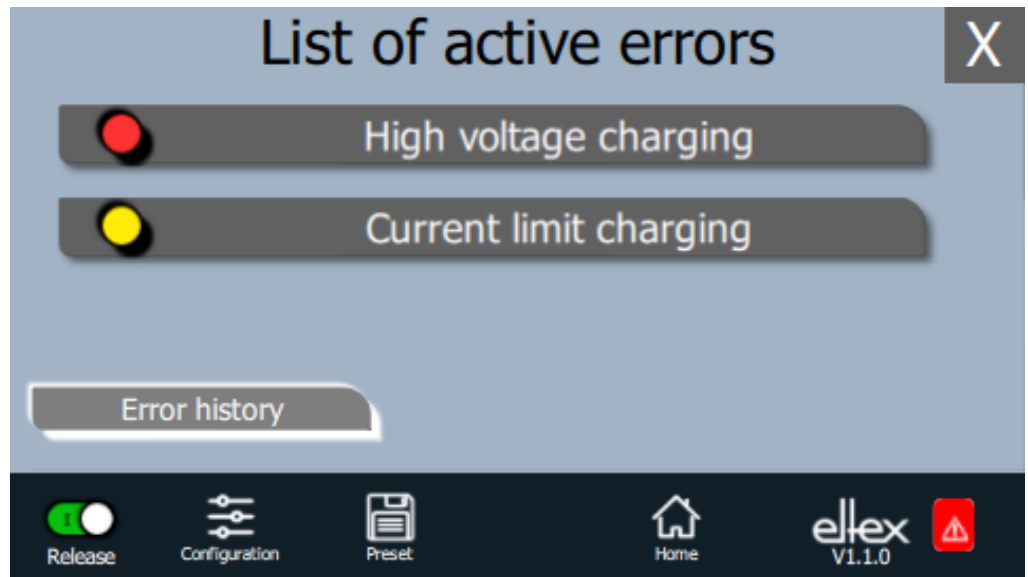 List of active errors
X
High voltage charging
Current limit charging
Error history
I
Release
Configuration
Preset
Home
eltex
V1.1.0